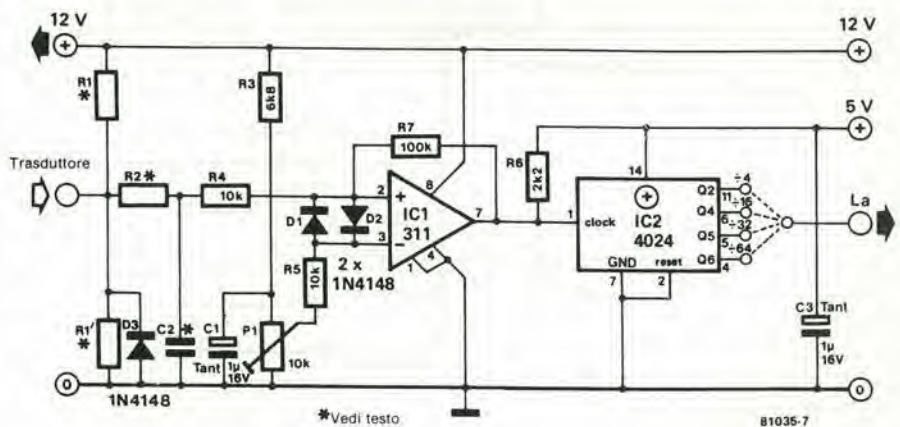 12 V
+
12 V
+
R1
*
R3
6k8
5 V
+
Trasduttore
R2*
R4
10k
R7
100k
R6
2k2
2
+
8
IC1
311
7
3
−
4
1
D1
D2
2 x
1N4148
R5
10k
14
+
1
clock
IC2
4024
GND
reset
7
2
Q2
11
÷4
Q4
6
÷16
Q5
5
÷32
Q6
4
÷64
La
R1'
*
D3
1N4148
C2
*
C1
Tant
1µ
16V
P1
10k
C3
Tant
1µ
16V
0
0
*Vedi testo
81035-7